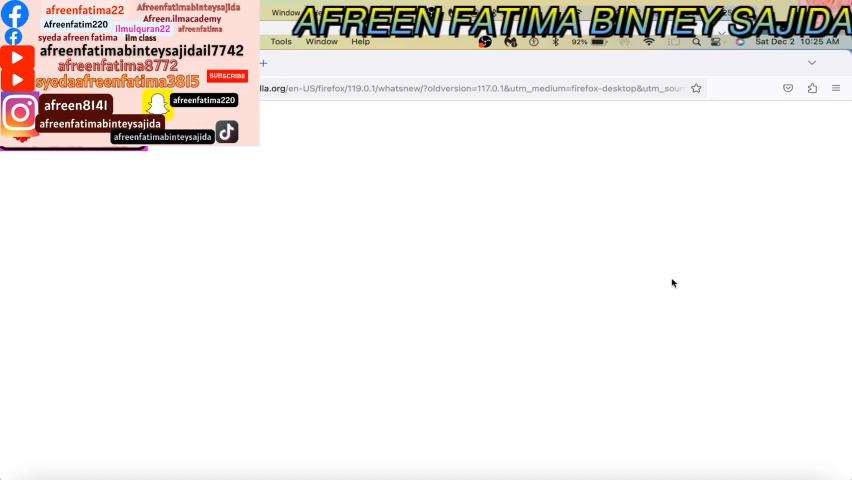 afreenfatima22
Afreenfatimabinteysajida
Afreen.ilmacademy
Afreenfatim220
ilmulquran22
afreenfatima
syeda afreen fatima
ilm class
afreenfatimabinteysajidail7742
afreenfatima8772
syedaafreenfatima3815
SUBSCRIBE
afreen8141
afreenfatima220
afreenfatimabinteysajida
afreenfatimabinteysajida
AFREEN FATIMA BINTEY SAJIDA
Window
Tools Window Help
92%
Sat Dec 2 10:25 AM
lla.org/en-US/firefox/119.0.1/whatsnew/?oldversion=117.0.1&utm_medium=firefox-desktop&utm_sour